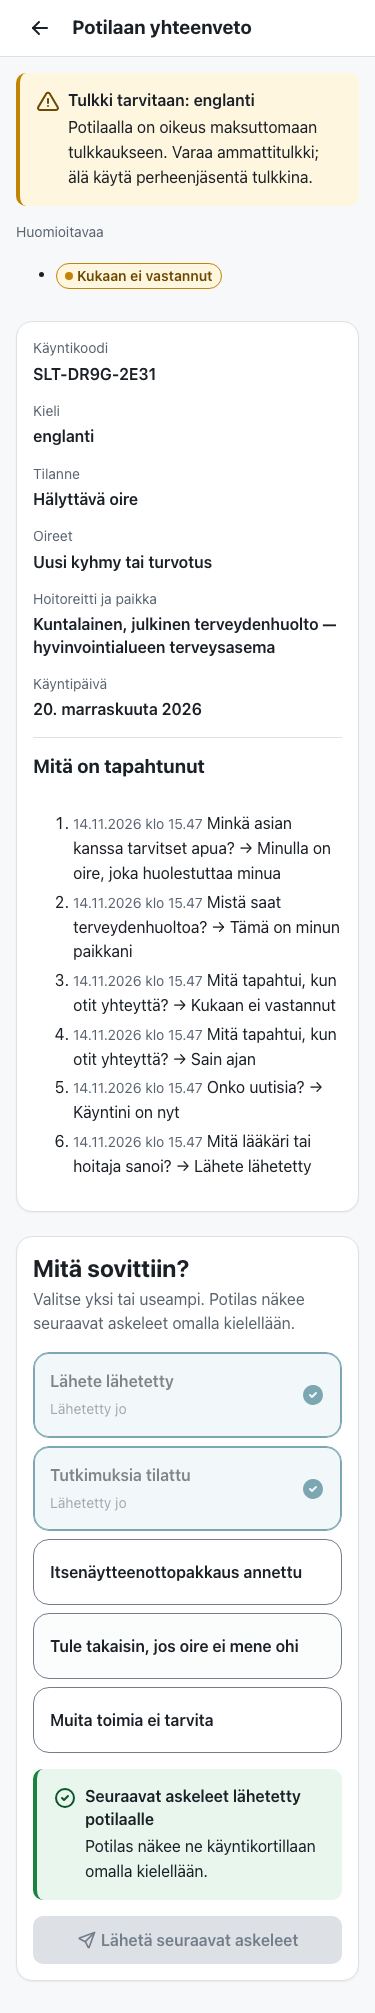 Potilaan yhteenveto
Tulkki tarvitaan: englanti
Potilaalla on oikeus maksuttomaan
tulkkaukseen. Varaa ammattitulkki;
älä käytä perheenjäsentä tulkkina.
Huomioitavaa
• Kukaan ei vastannut
Käyntikoodi
SLT-DR9G-2E31
Kieli
englanti
Tilanne
Hälyttävä oire
Oireet
Uusi kyhmy tai turvotus
Hoitoreitti ja paikka
Kuntalainen, julkinen terveydenhuolto —
hyvinvointialueen terveysasema
Käyntipäivä
20. marraskuuta 2026
Mitä on tapahtunut
1. 14.11.2026 klo 15.47 Minkä asian
kanssa tarvitset apua? → Minulla on
oire, joka huolestuttaa minua
2. 14.11.2026 klo 15.47 Mistä saat
terveydenhuoltoa? → Tämä on minun
paikkani
3. 14.11.2026 klo 15.47 Mitä tapahtui, kun
otit yhteyttä? → Kukaan ei vastannut
4. 14.11.2026 klo 15.47 Mitä tapahtui, kun
otit yhteyttä? → Sain ajan
5. 14.11.2026 klo 15.47 Onko uutisia? →
Käyntini on nyt
6. 14.11.2026 klo 15.47 Mitä lääkäri tai
hoitaja sanoi? → Lähete lähetetty
Mitä sovittiin?
Valitse yksi tai useampi. Potilas näkee
seuraavat askeleet omalla kielellään.
Lähete lähetetty
Lähetetty jo
Tutkimuksia tilattu
Lähetetty jo
Itsenäytteenottopakkaus annettu
Tule takaisin, jos oire ei mene ohi
Muita toimia ei tarvita
Seuraavat askeleet lähetetty
potilaalle
Potilas näkee ne käyntikortillaan
omalla kielellään.
Lähetä seuraavat askeleet